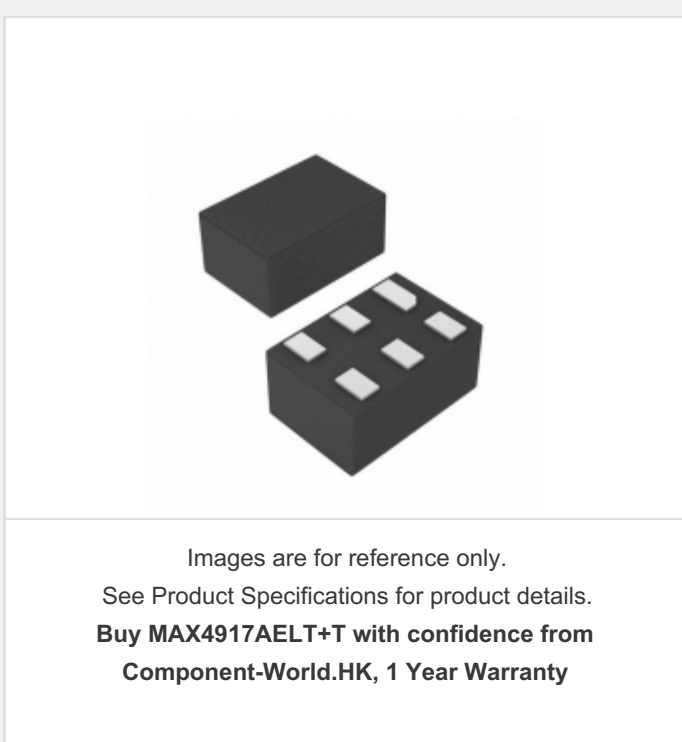 Images are for reference only.
See Product Specifications for product details.
Buy MAX4917AELT+T with confidence from
Component-World.HK, 1 Year Warranty